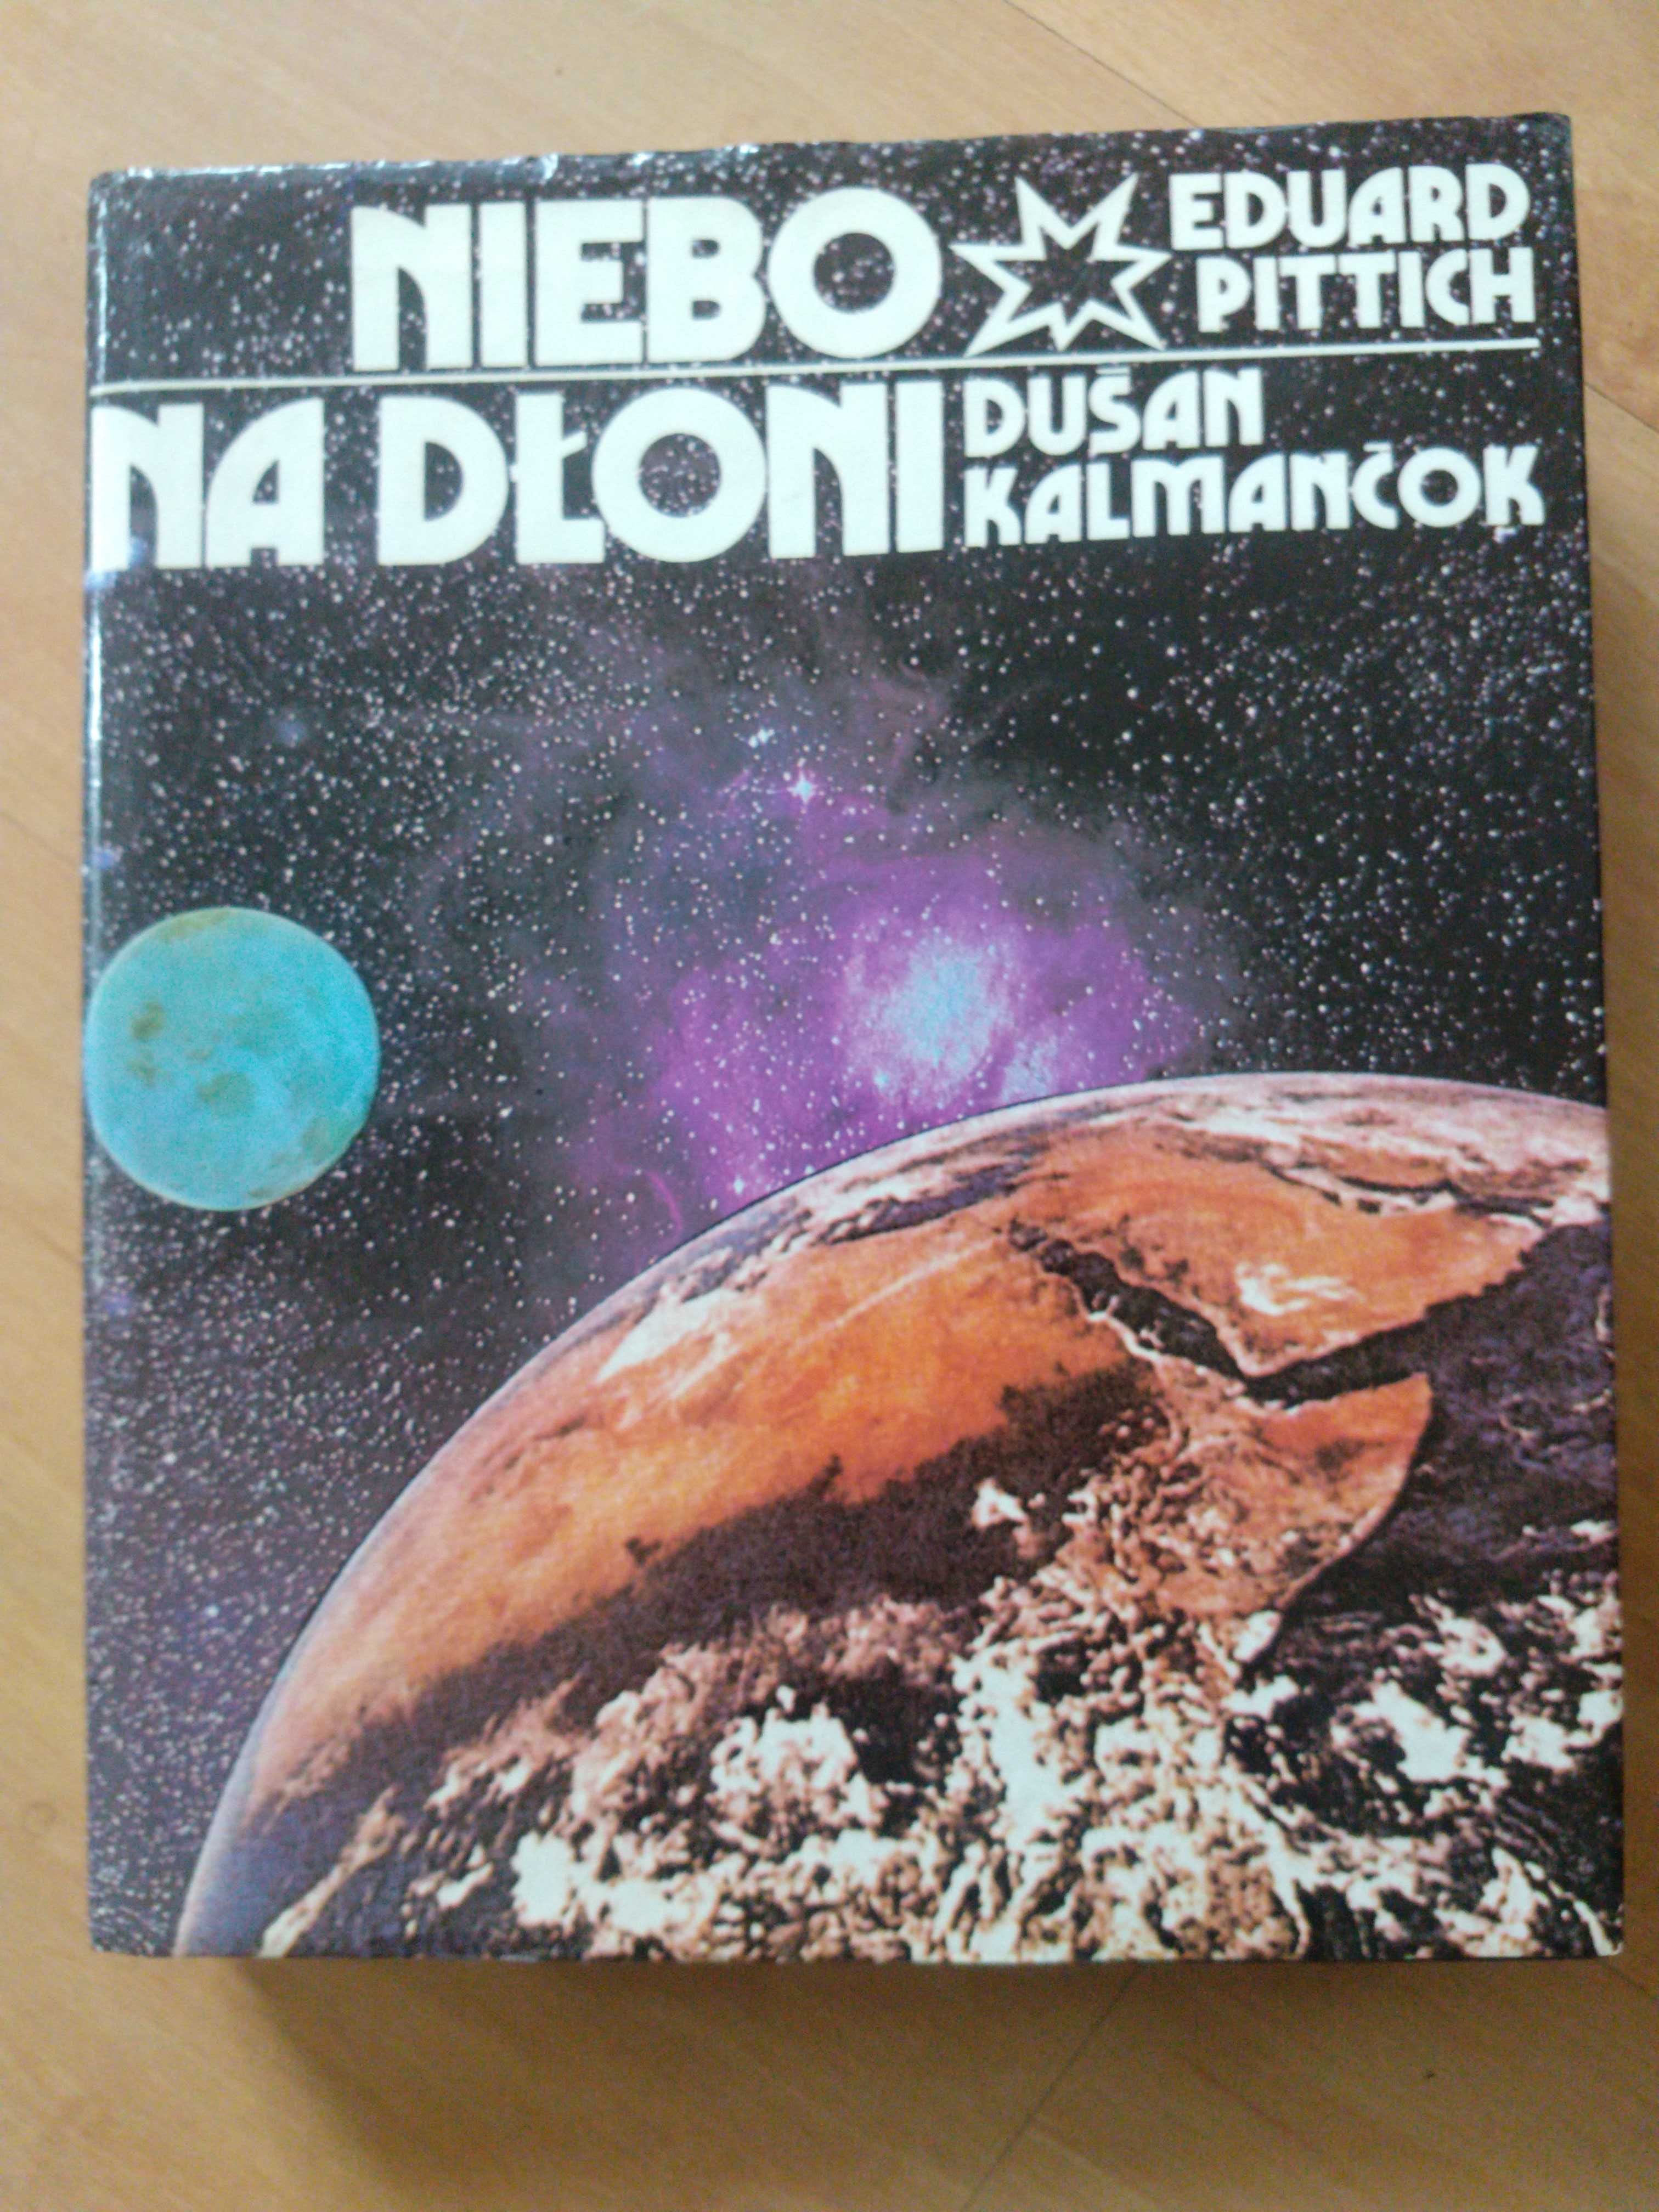 NIEBO
NA DŁONI
EDUARD
PITTICH
DUŠAN
KALMANČOK